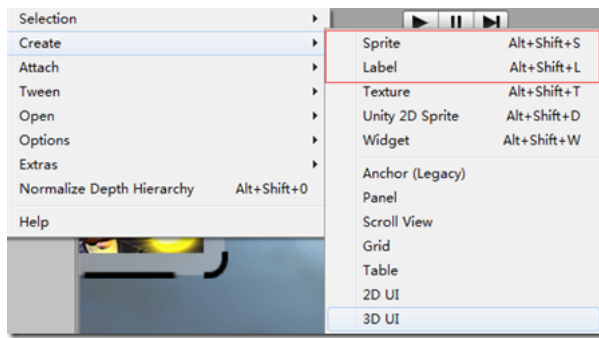 Selection
Create
Attach
Tween
Open
Options
Extras
Normalize Depth Hierarchy Alt+Shift+0
Help
Sprite Alt+Shift+S
Label Alt+Shift+L
Texture Alt+Shift+T
Unity 2D Sprite Alt+Shift+D
Widget Alt+Shift+W
Anchor (Legacy)
Panel
Scroll View
Grid
Table
2D UI
3D UI